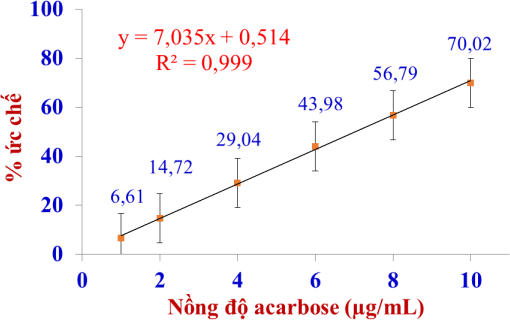 100
80
60
40
20
0
% ức chế
y = 7,035x + 0,514
R² = 0,999
6,61
14,72
29,04
43,98
56,79
70,02
0 2 4 6 8 10
Nồng độ acarbose (µg/mL)